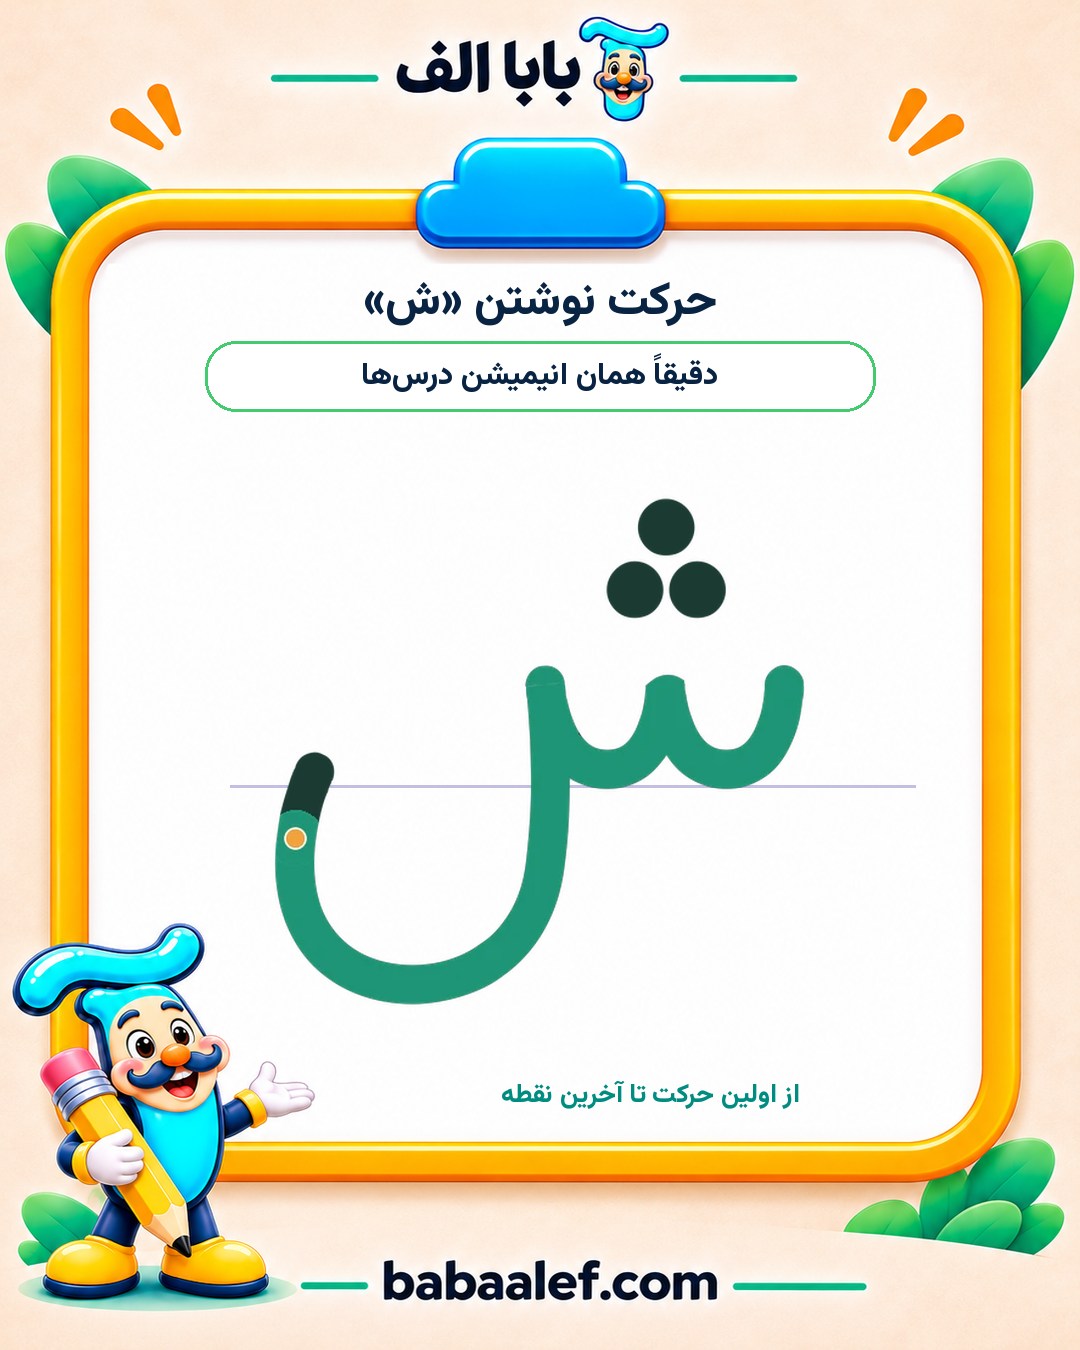 بابا الف
حرکت نوشتن «ش»
دقیقاً همان انیمیشن درس‌ها
ش
از اولین حرکت تا آخرین نقطه
babaalef.com